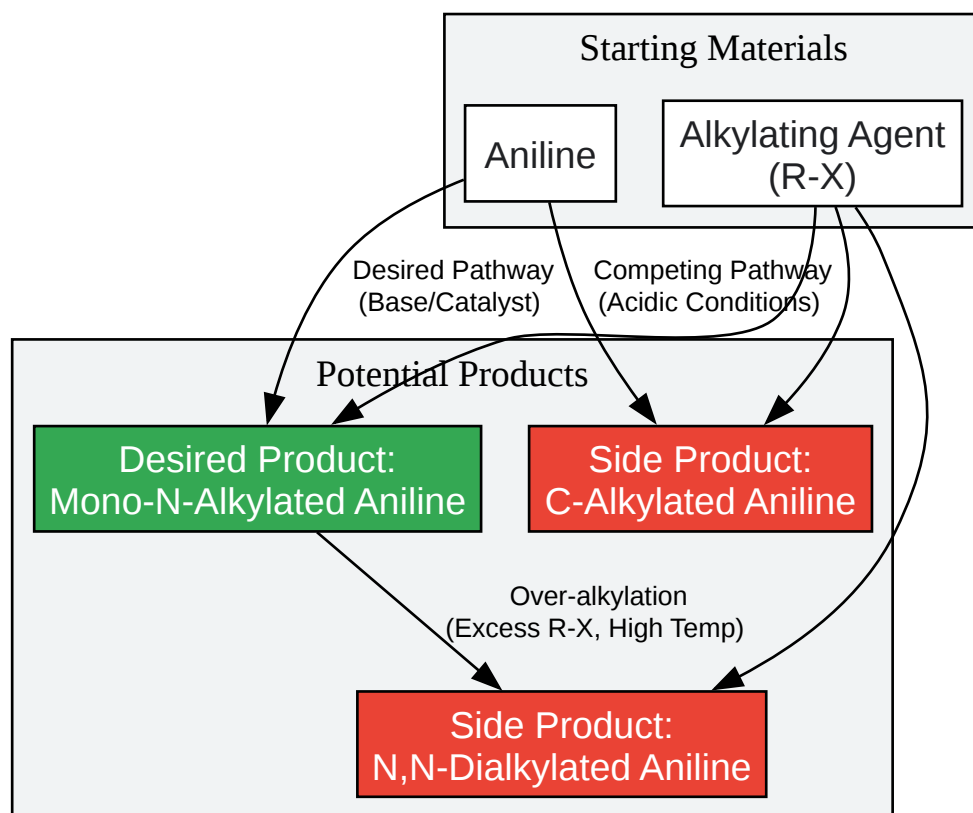 Starting Materials
Aniline
Alkylating Agent
(R-X)
Desired Pathway
(Base/Catalyst)
Competing Pathway
(Acidic Conditions)
Potential Products
Desired Product:
Mono-N-Alkylated Aniline
Side Product:
C-Alkylated Aniline
Over-alkylation
(Excess R-X, High Temp)
Side Product:
N,N-Dialkylated Aniline